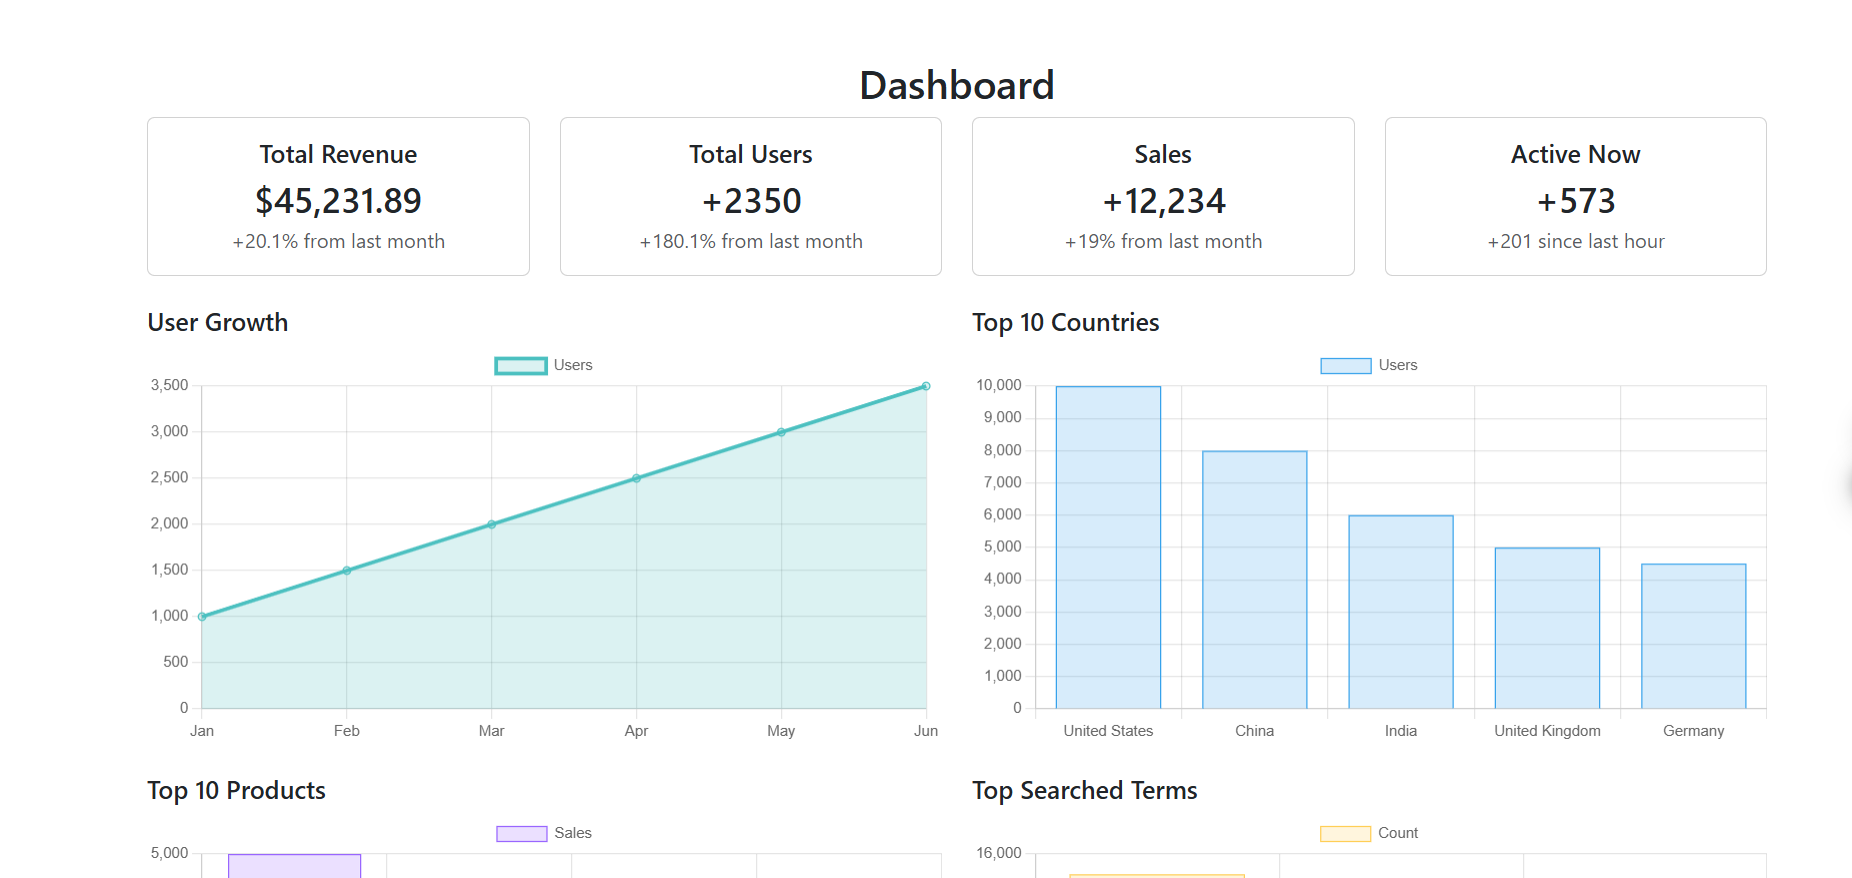 Dashboard
Total Revenue
$45,231.89
+20.1% from last month
Total Users
+2350
+180.1% from last month
Sales
+12,234
+19% from last month
Active Now
+573
+201 since last hour
User Growth
Users
3,500
3,000
2,500
2,000
1,500
1,000
500
0
Jan Feb Mar Apr May Jun
Top 10 Countries
Users
10,000
9,000
8,000
7,000
6,000
5,000
4,000
3,000
2,000
1,000
0
United States China India United Kingdom Germany
Top 10 Products
Sales
5,000
Top Searched Terms
Count
16,000